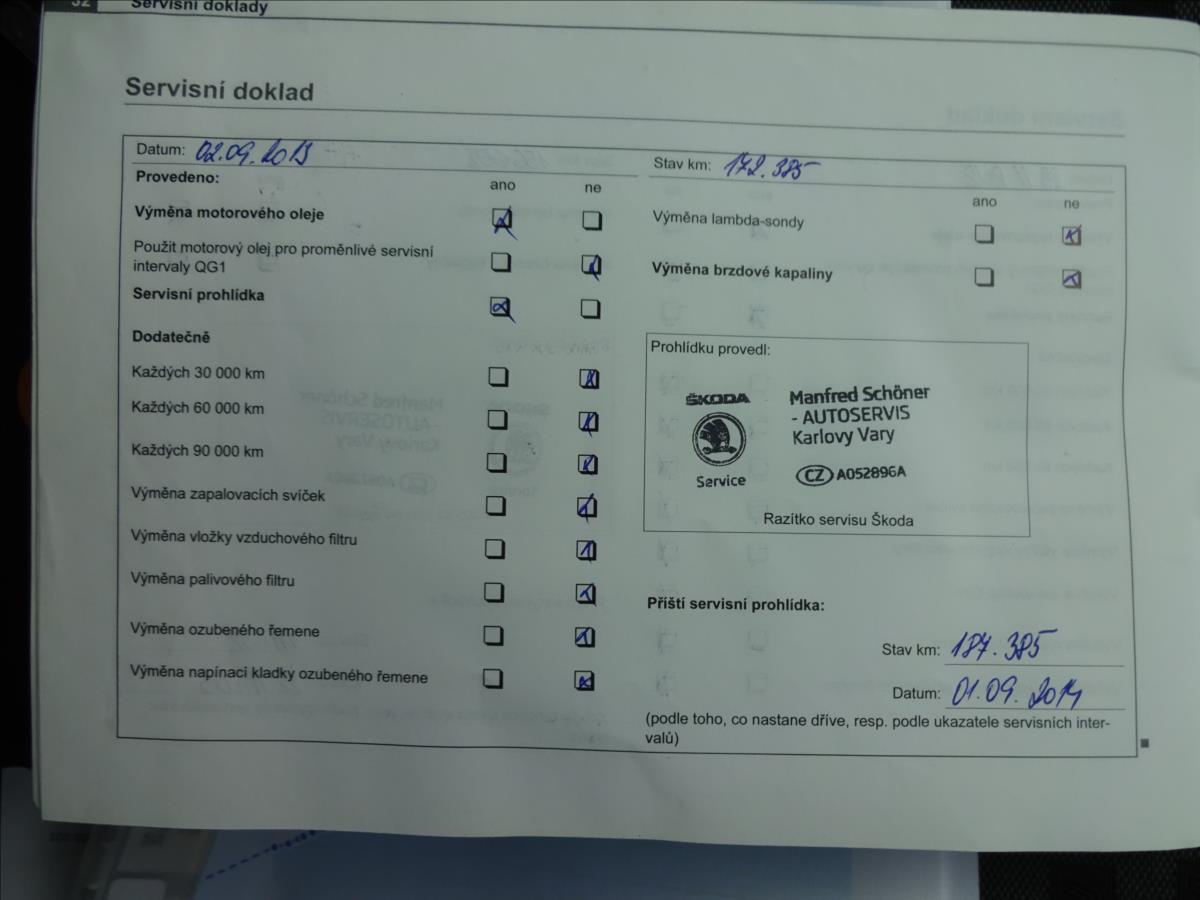 32 Servisní doklady
Servisní doklad
Datum: 02.09.2013
Provedeno:
ano ne
Výměna motorového oleje
Použit motorový olej pro proměnlivé servisní
intervaly QG1
Servisní prohlídka
Dodatečně
Každých 30 000 km
Každých 60 000 km
Každých 90 000 km
Výměna zapalovacích svíček
Výměna vložky vzduchového filtru
Výměna palivového filtru
Výměna ozubeného řemene
Výměna napínací kladky ozubeného řemene
Stav km: 172.385
ano ne
Výměna lambda-sondy
Výměna brzdové kapaliny
Prohlídku provedl:
ŠKODA
Service
Manfred Schöner
- AUTOSERVIS
Karlovy Vary
CZ A052896A
Razítko servisu Škoda
Příští servisní prohlídka:
Stav km: 187.385
Datum: 01.09.2014
(podle toho, co nastane dříve, resp. podle ukazatele servisních inter-
valů)